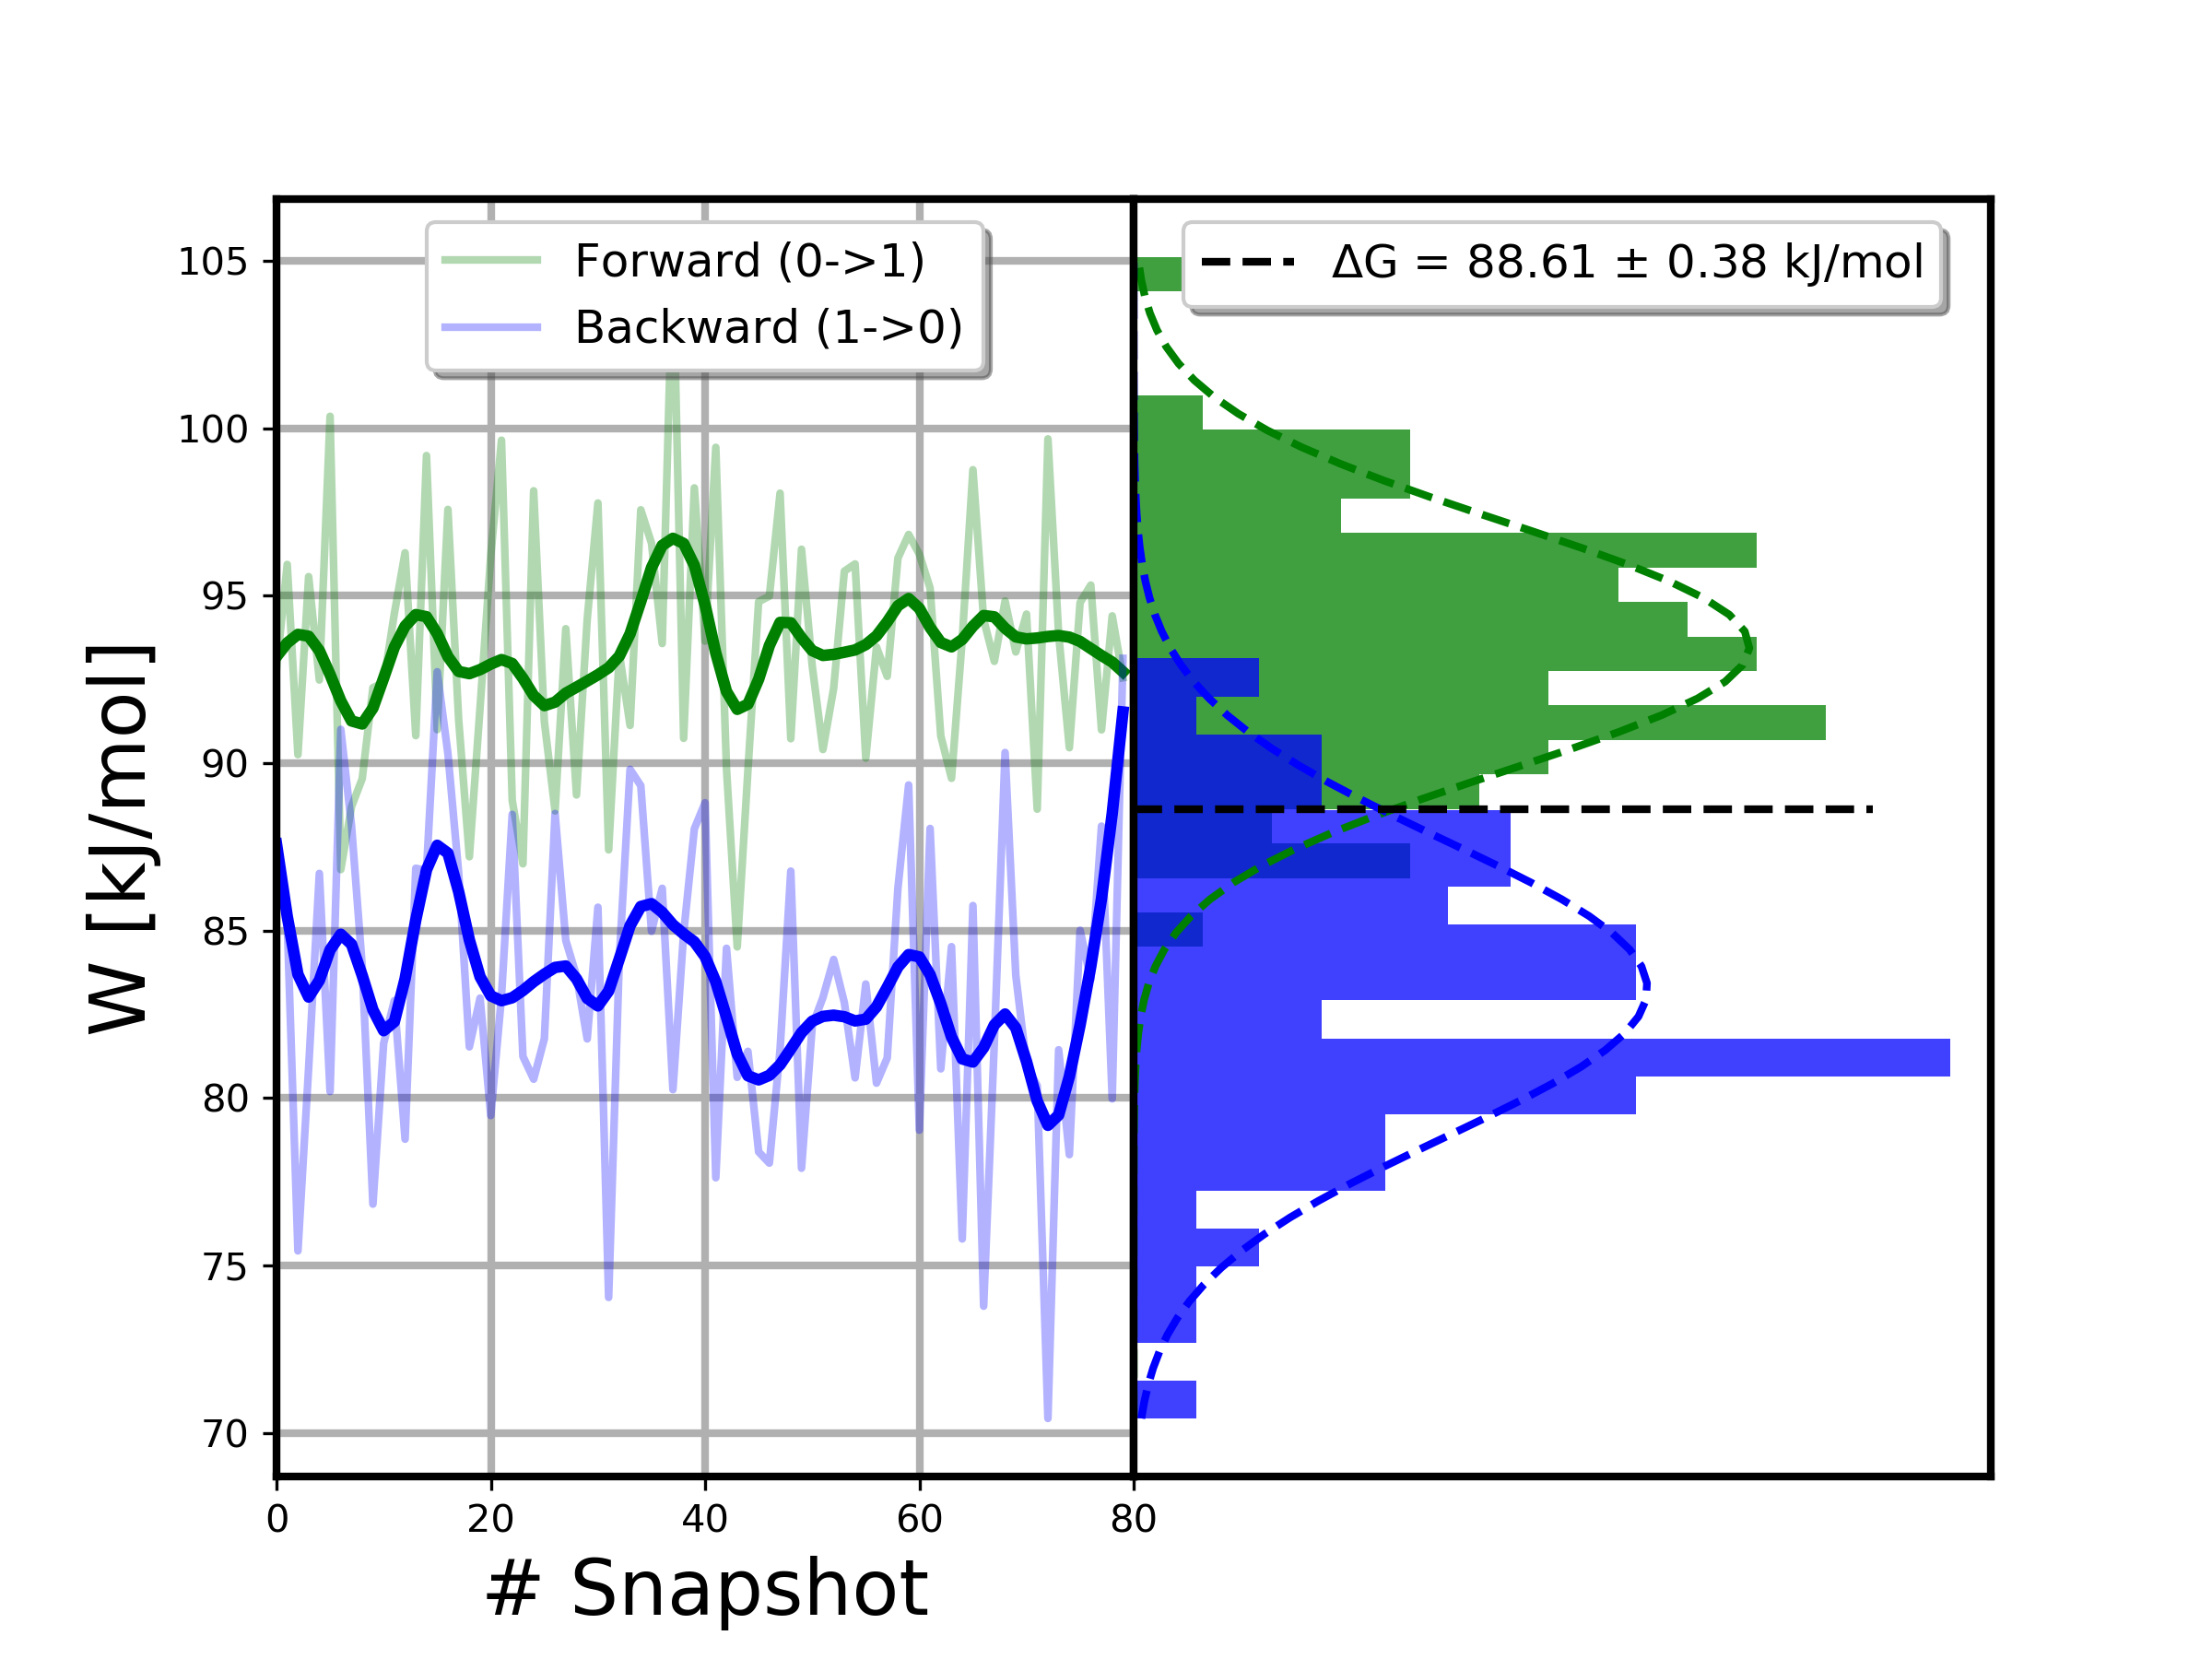 Forward (0->1)
Backward (1->0)
ΔG = 88.61 ± 0.38 kJ/mol
W [kJ/mol]
105
100
95
90
85
80
75
70
0 20 40 60 80
# Snapshot